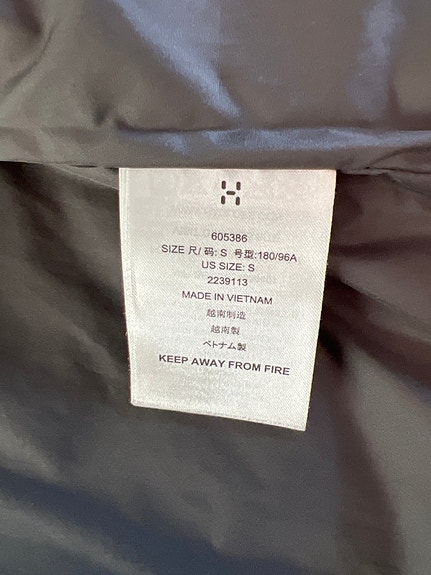 605386
SIZE 尺/ 码: S 号型:180/96A
US SIZE: S
2239113
MADE IN VIETNAM
越南制造
越南製
ベトナム製
KEEP AWAY FROM FIRE